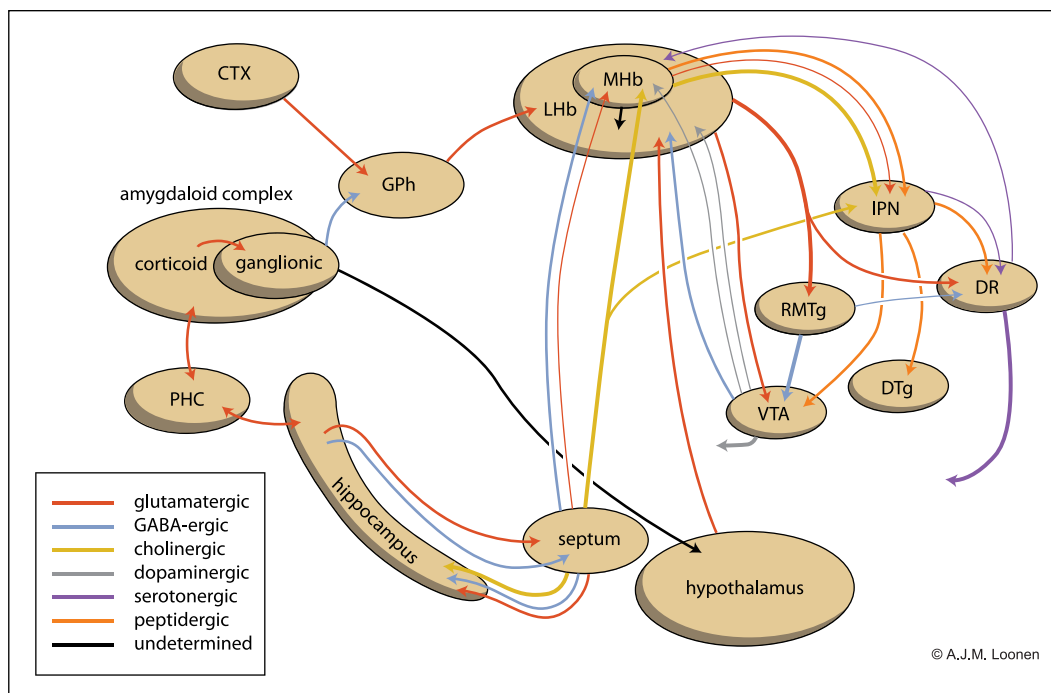 CTX
MHb
LHb
GPh
amygdaloid complex
IPN
corticoid
ganglionic
DR
RMTg
PHC
DTg
VTA
hippocampus
septum
hypothalamus
glutamatergic
GABA-ergic
cholinergic
dopaminergic
serotonergic
peptidergic
undetermined
© A.J.M. Loonen